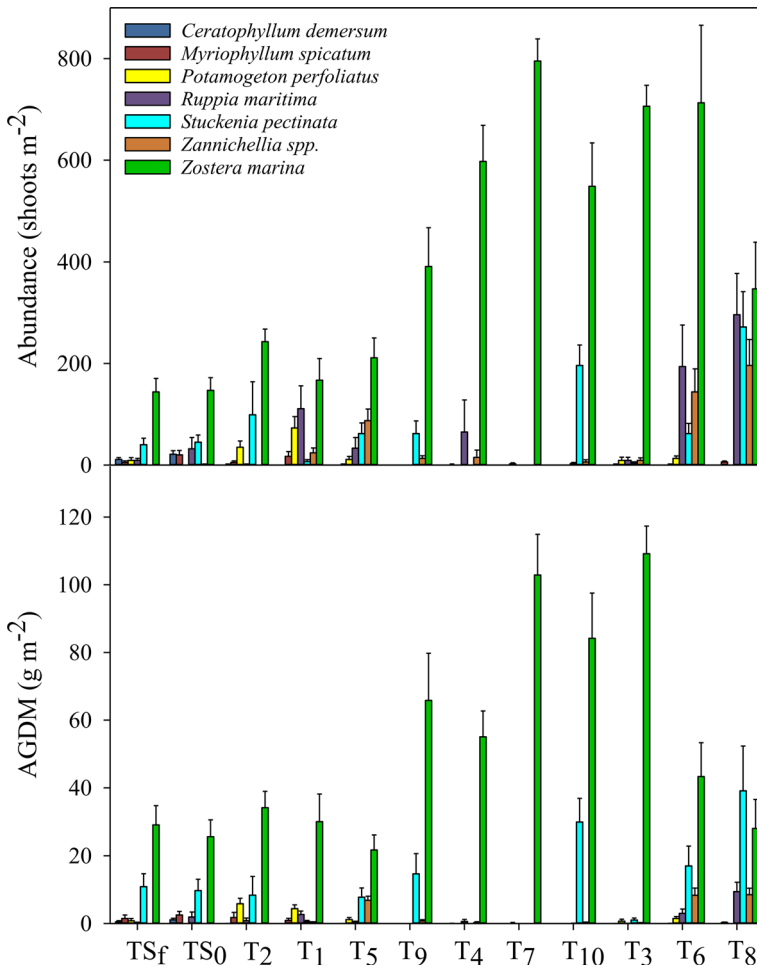 800
600
400
200
0
Abundance (shoots m-2)
Ceratophyllum demersum
Myriophyllum spicatum
Potamogeton perfoliatus
Ruppia maritima
Stuckenia pectinata
Zannichellia spp.
Zostera marina
120
100
80
60
40
20
0
AGDM (g m-2)
TSf TS0 T2 T1 T5 T9 T4 T7 T10 T3 T6 T8